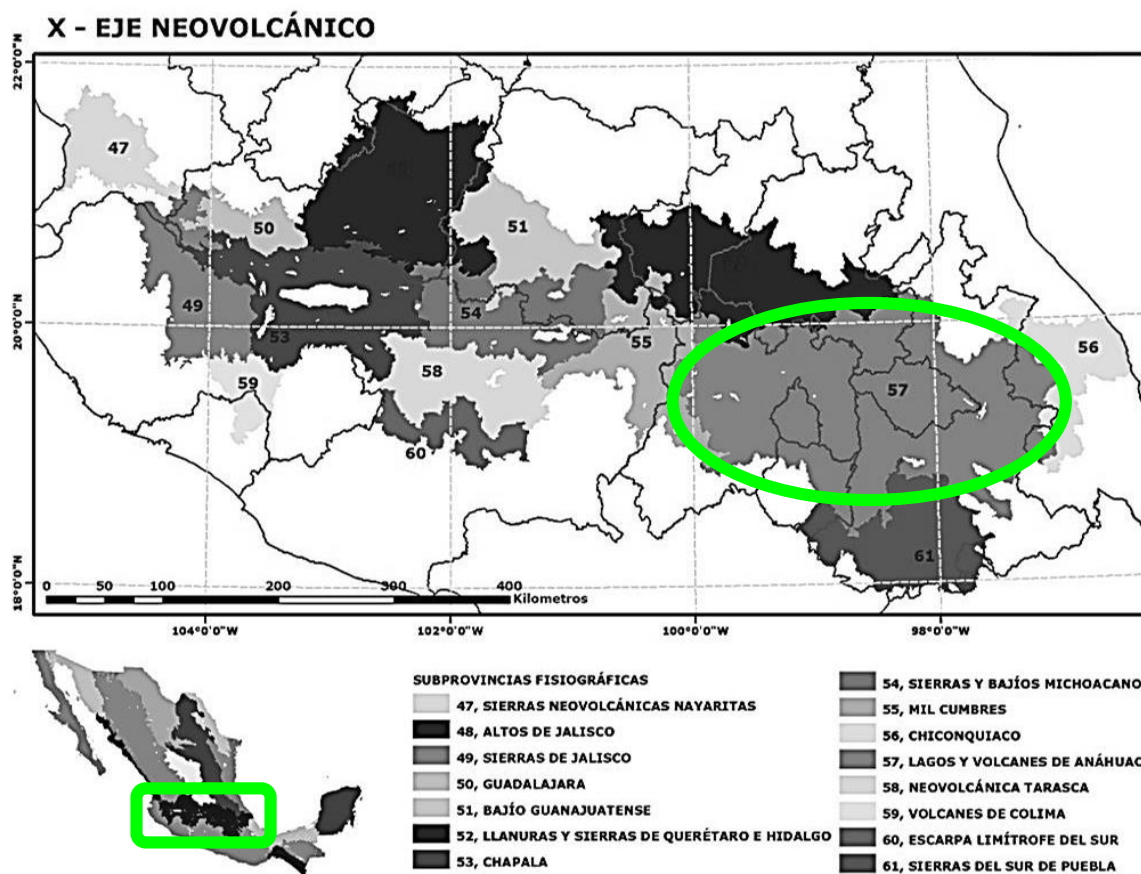 X - EJE NEOVOLCÁNICO
22°0'0"N
20°0'0"N
18°0'0"N
47
50
51
49
54
53
55
56
59
58
57
60
61
0 50 100 200 300 400
Kilometros
104°0'0"W 102°0'0"W 100°0'0"W 98°0'0"W
SUBPROVINCIAS FISIOGRÁFICAS
47, SIERRAS NEOVOLCÁNICAS NAYARITAS
48, ALTOS DE JALISCO
49, SIERRAS DE JALISCO
50, GUADALAJARA
51, BAJÍO GUANAJUATENSE
52, LLANURAS Y SIERRAS DE QUERÉTARO E HIDALGO
53, CHAPALA
54, SIERRAS Y BAJÍOS MICHOACANO
55, MIL CUMBRES
56, CHICONQUIACO
57, LAGOS Y VOLCANES DE ANÁHUAC
58, NEOVOLCÁNICA TARASCA
59, VOLCANES DE COLIMA
60, ESCARPA LIMÍTROFE DEL SUR
61, SIERRAS DEL SUR DE PUEBLA